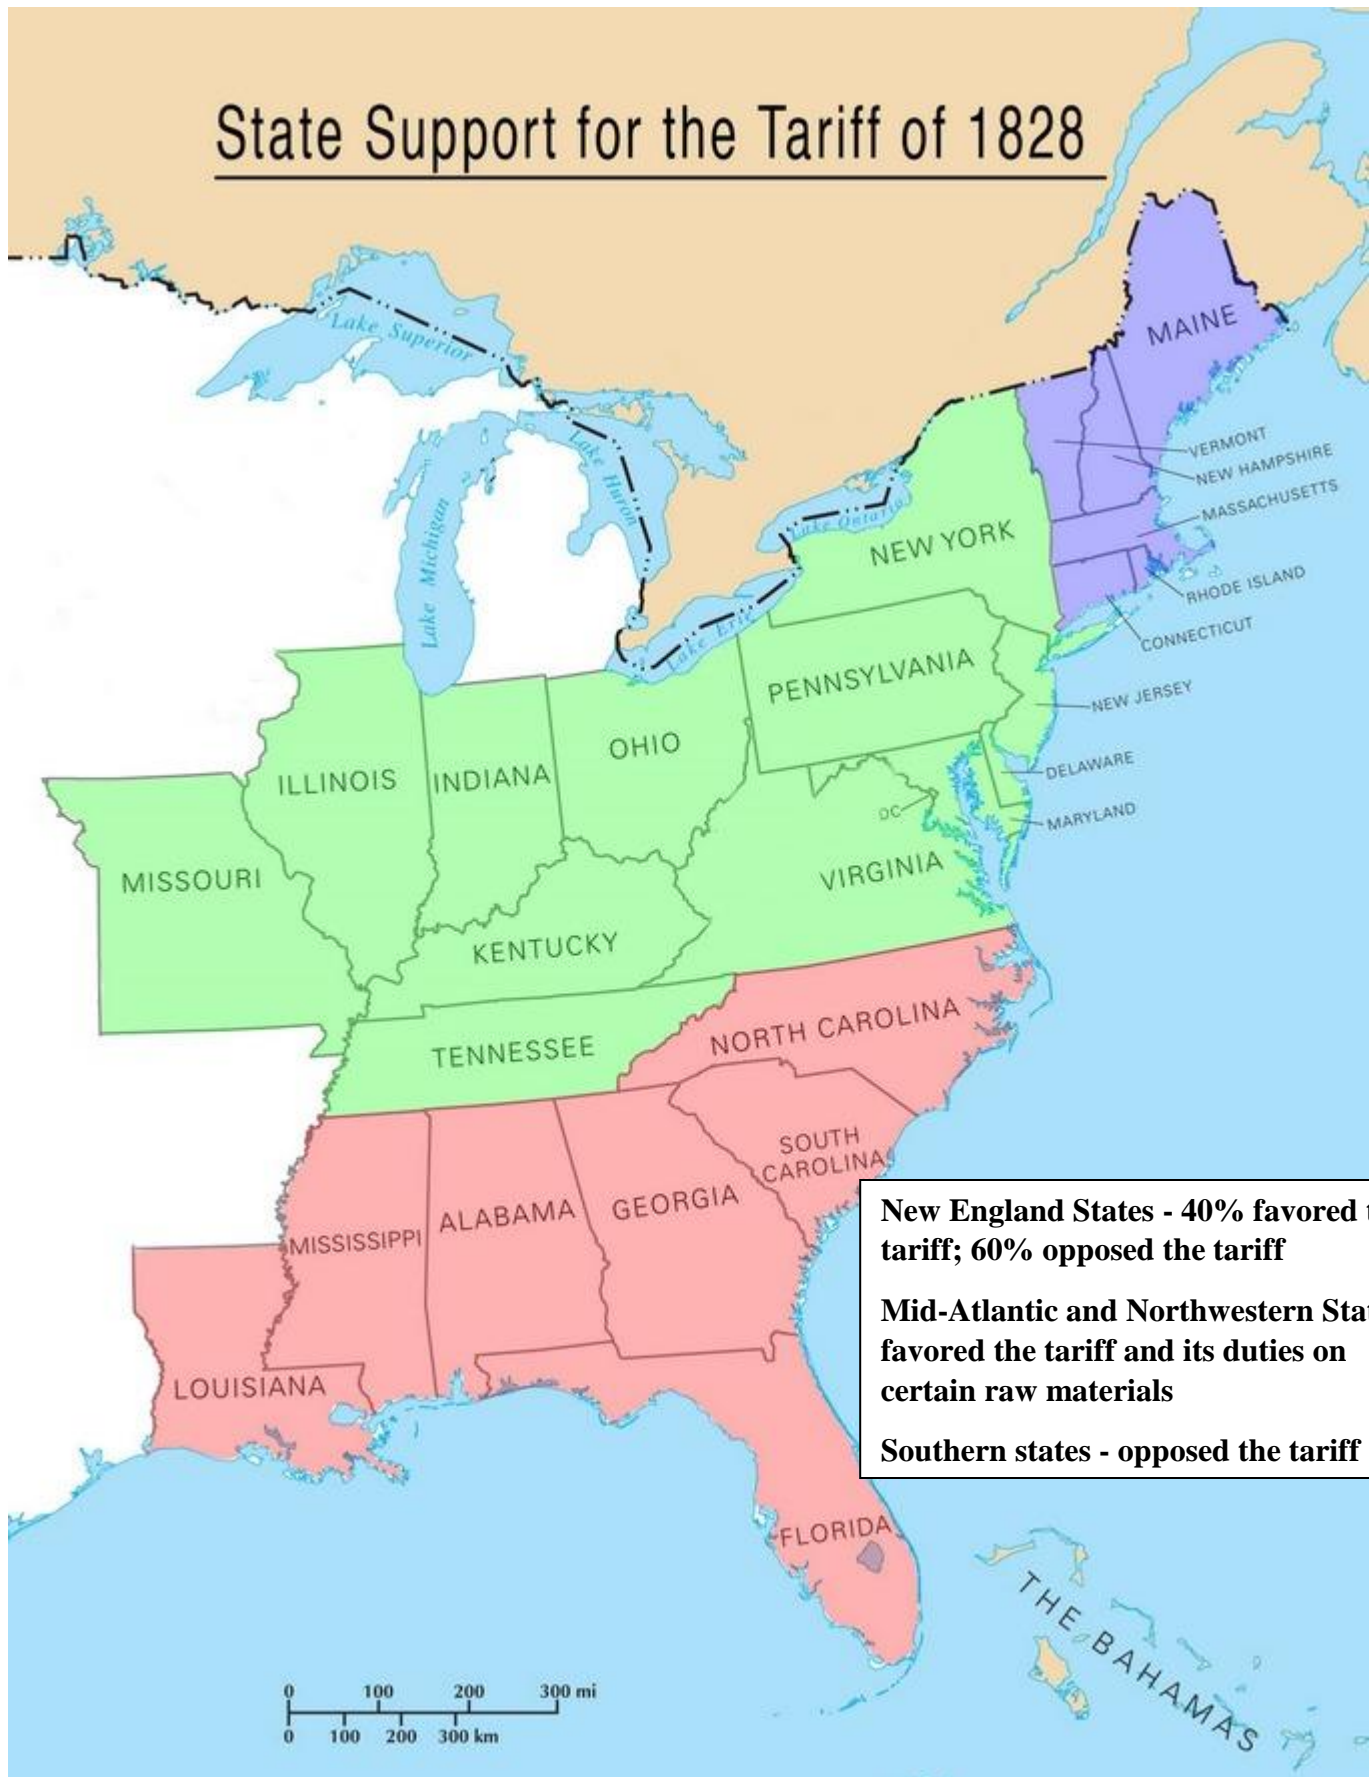 State Support for the Tariff of 1828
Lake Superior
MAINE
Lake Huron
VERMONT
NEW HAMPSHIRE
MASSACHUSETTS
Lake Michigan
Lake Ontario
NEW YORK
RHODE ISLAND
Lake Erie
CONNECTICUT
PENNSYLVANIA
NEW JERSEY
OHIO
ILLINOIS
INDIANA
DELAWARE
DC
MARYLAND
MISSOURI
VIRGINIA
KENTUCKY
NORTH CAROLINA
TENNESSEE
SOUTH
CAROLINA
GEORGIA
ALABAMA
MISSISSIPPI
New England States - 40% favored t
tariff; 60% opposed the tariff
Mid-Atlantic and Northwestern Sta
favored the tariff and its duties on
certain raw materials
Southern states - opposed the tariff
LOUISIANA
FLORIDA
THE BAHAMAS
0 100 200 300 mi
0 100 200 300 km